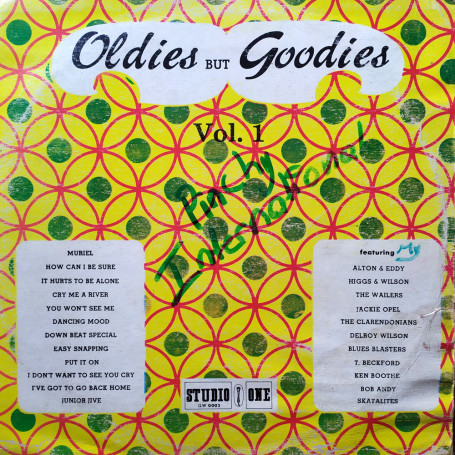 Oldies BUT Goodies
Vol. 1
Pinchy
International
MURIEL
HOW CAN I BE SURE
IT HURTS TO BE ALONE
CRY ME A RIVER
YOU WON'T SEE ME
DANCING MOOD
DOWN BEAT SPECIAL
EASY SNAPPING
PUT IT ON
I DON'T WANT TO SEE YOU CRY
I'VE GOT TO GO BACK HOME
JUNIOR JIVE
featuring
ALTON & EDDY
HIGGS & WILSON
THE WAILERS
JACKIE OPEL
THE CLARENDONIANS
DELROY WILSON
BLUES BLASTERS
T. BECKFORD
KEN BOOTHE
BOB ANDY
SKATALITES
STUDIO ONE